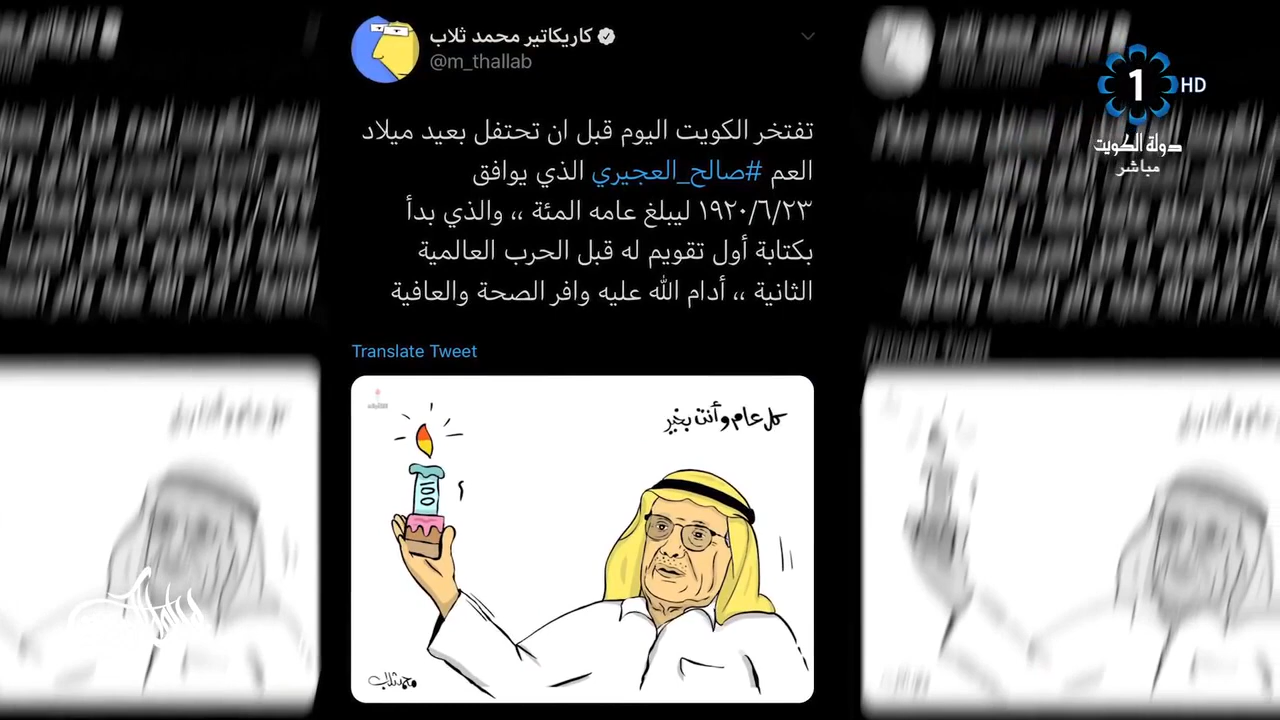 كاريكاتير محمد ثلاب
@m_thallab
تفتخر الكويت اليوم قبل ان تحتفل بعيد ميلاد
العم #صالح_العجيري الذي يوافق
١٩٢٠/٦/٢٣ ليبلغ عامه المئة ،، والذي بدأ
بكتابة أول تقويم له قبل الحرب العالمية
الثانية ،، أدام الله عليه وافر الصحة والعافية
Translate Tweet
كل عام وأنت بخير
100
محمد ثلاب
1 HD
دولة الكويت
مباشر